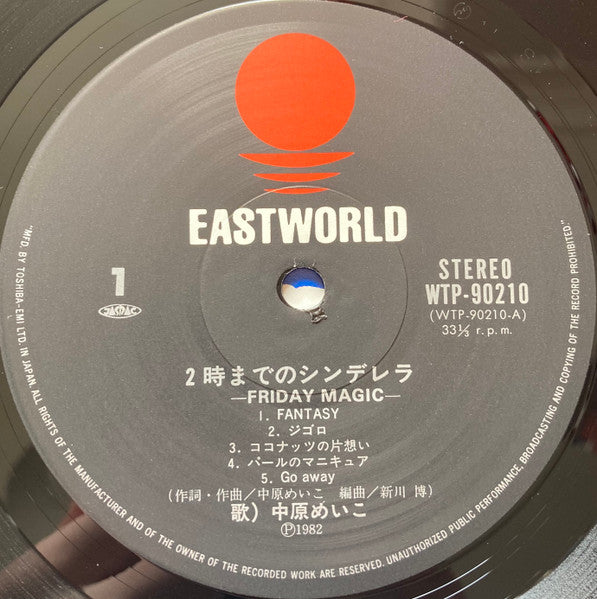 EASTWORLD
1
JASRAC
STEREO
WTP-90210
(WTP-90210-A)
33⅓ r.p.m.
2時までのシンデレラ
—FRIDAY MAGIC—
1. FANTASY
2. ジゴロ
3. ココナッツの片想い
4. パールのマニキュア
5. Go away
(作詞・作曲/中原めいこ 編曲/新川 博)
歌) 中原めいこ
Ⓟ1982
"MFD. BY TOSHIBA-EMI LTD. IN JAPAN. ALL RIGHTS OF THE MANUFACTURER AND OF THE OWNER OF THE RECORDED WORK ARE RESERVED. UNAUTHORIZED PUBLIC PERFORMANCE, BROADCASTING AND COPYING OF THE RECORD PROHIBITED."